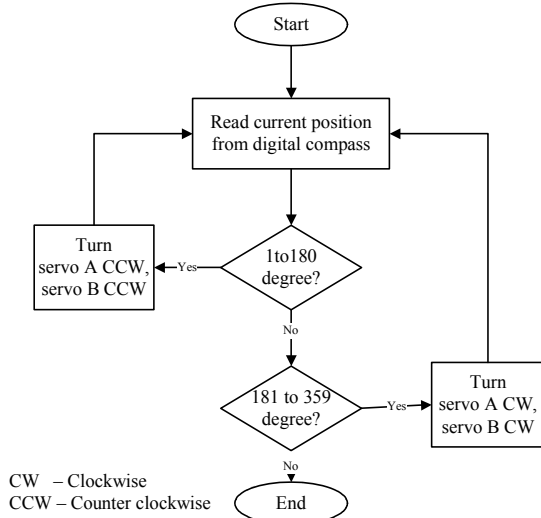 Start
Read current position
from digital compass
Turn
servo A CCW,
servo B CCW
Yes
1to180
degree?
No
181 to 359
degree?
Yes
Turn
servo A CW,
servo B CW
No
CW – Clockwise
CCW – Counter clockwise
End